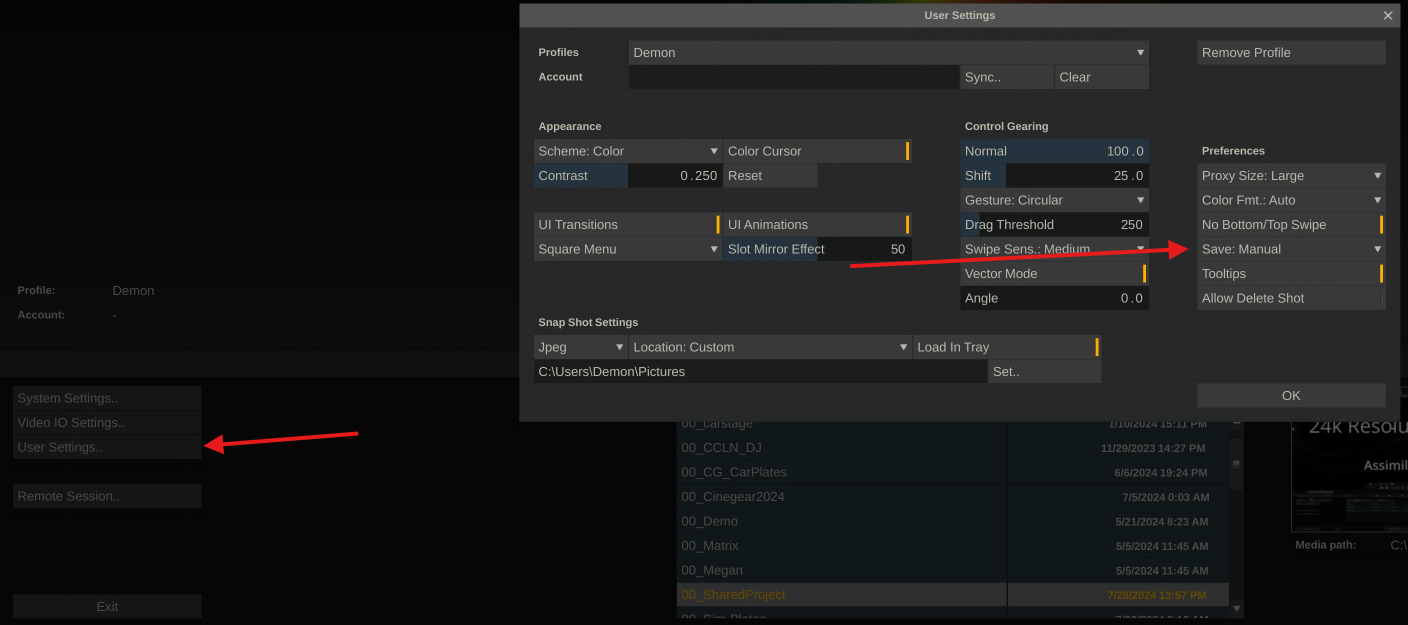 User Settings
Profiles
Demon
Remove Profile
Account
Sync..
Clear
Appearance
Control Gearing
Scheme: Color
Color Cursor
Normal
100.0
Preferences
Contrast
0.250
Reset
Shift
25.0
Proxy Size: Large
Gesture: Circular
Color Fmt.: Auto
UI Transitions
UI Animations
Drag Threshold
250
No Bottom/Top Swipe
Square Menu
Slot Mirror Effect
50
Swipe Sens.: Medium
Save: Manual
Vector Mode
Tooltips
Angle
0.0
Allow Delete Shot
Snap Shot Settings
Jpeg
Location: Custom
Load In Tray
C:\Users\Demon\Pictures
Set..
OK
Profile:
Demon
Account:
-
System Settings..
Video IO Settings..
User Settings..
Remote Session..
Exit
00_carstage
1/10/2024 15:11 PM
00_CCLN_DJ
11/29/2023 14:27 PM
00_CG_CarPlates
6/6/2024 19:24 PM
00_Cinegear2024
7/5/2024 0:03 AM
00_Demo
5/21/2024 8:23 AM
00_Matrix
5/5/2024 11:45 AM
00_Megan
5/5/2024 11:45 AM
00_SharedProject
7/28/2024 13:57 PM
24k Resolu
Assimil
Media path:
C:\